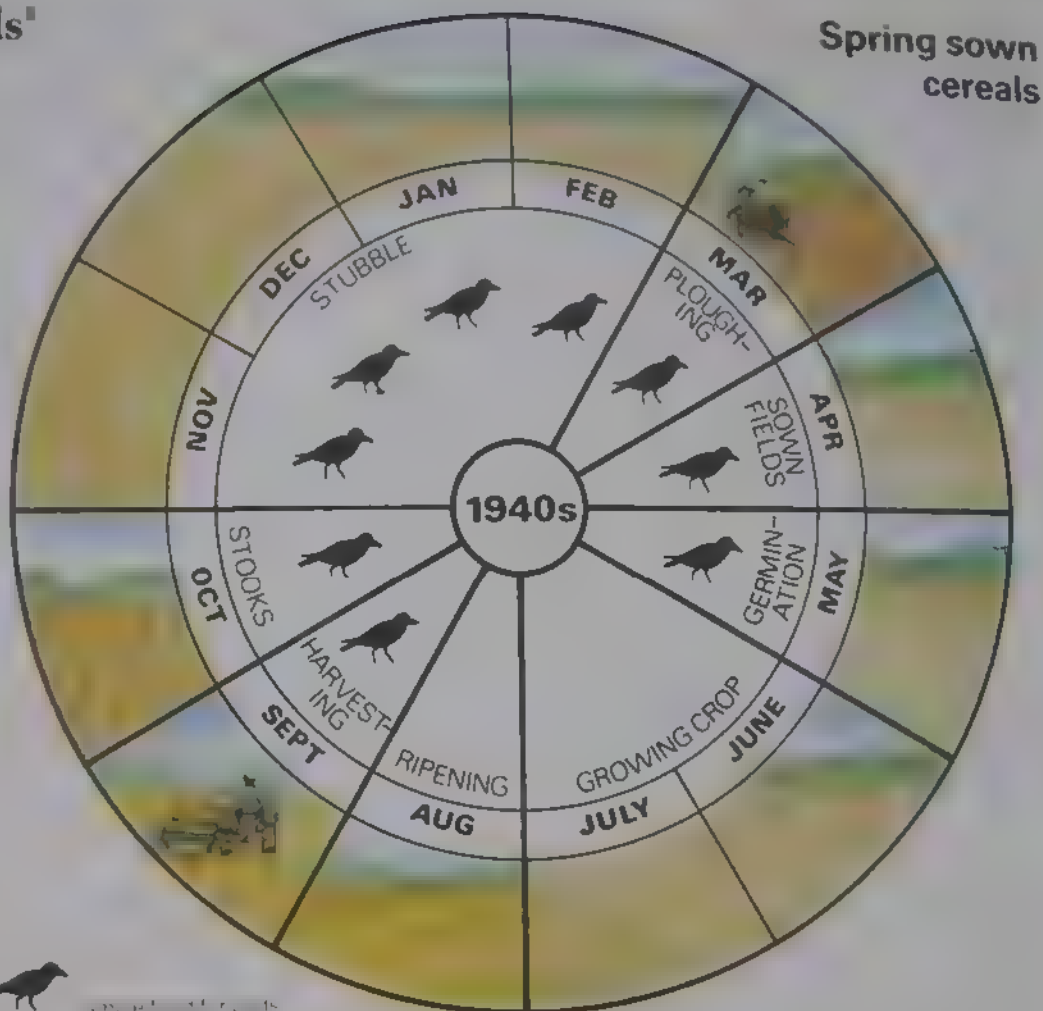 ls'
Spring sown
cereals
JAN
FEB
MAR
APR
MAY
JUNE
JULY
AUG
SEPT
OCT
NOV
DEC
STUBBLE
PLOUGH-
ING
SOWN
FIELDS
GERMIN-
ATION
GROWING CROP
RIPENING
HARVEST-
ING
STOOKS
1940s